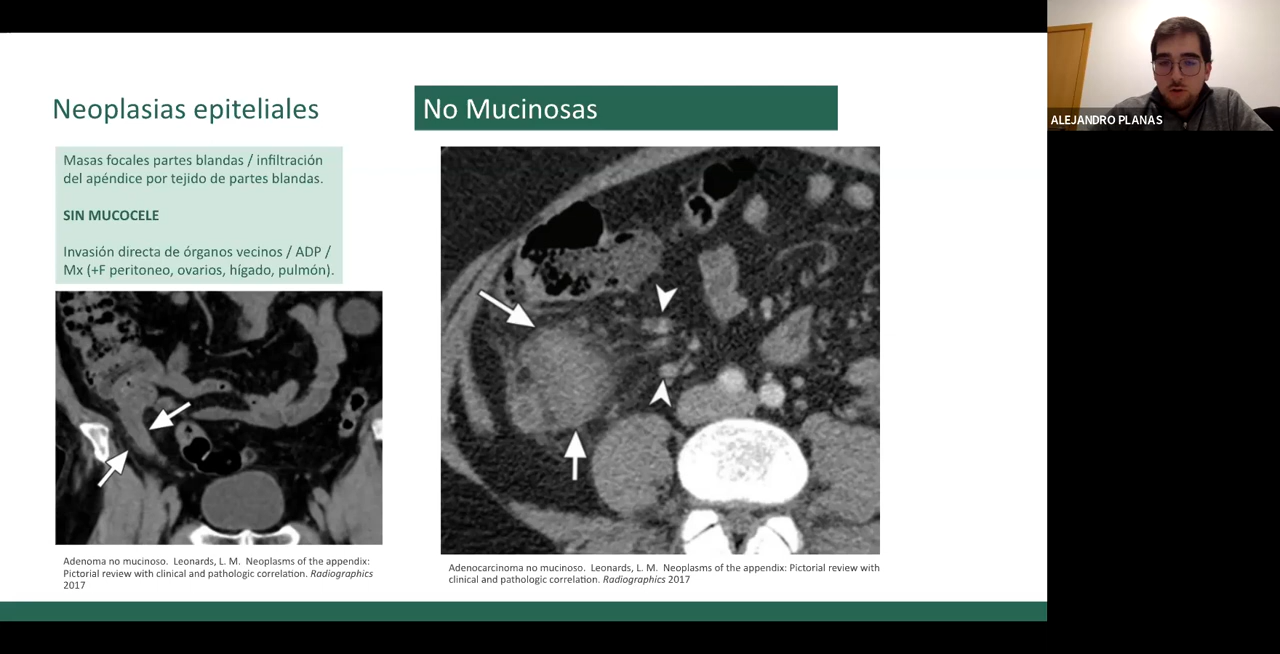 Neoplasias epiteliales
No Mucinosas
Masas focales partes blandas / infiltración
del apéndice por tejido de partes blandas.
SIN MUCOCELE
Invasión directa de órganos vecinos / ADP /
Mx (+F peritoneo, ovarios, hígado, pulmón).
Adenoma no mucinoso. Leonards, L. M. Neoplasms of the appendix:
Pictorial review with clinical and pathologic correlation. Radiographics
2017
Adenocarcinoma no mucinoso. Leonards, L. M. Neoplasms of the appendix: Pictorial review with
clinical and pathologic correlation. Radiographics 2017
ALEJANDRO PLANAS